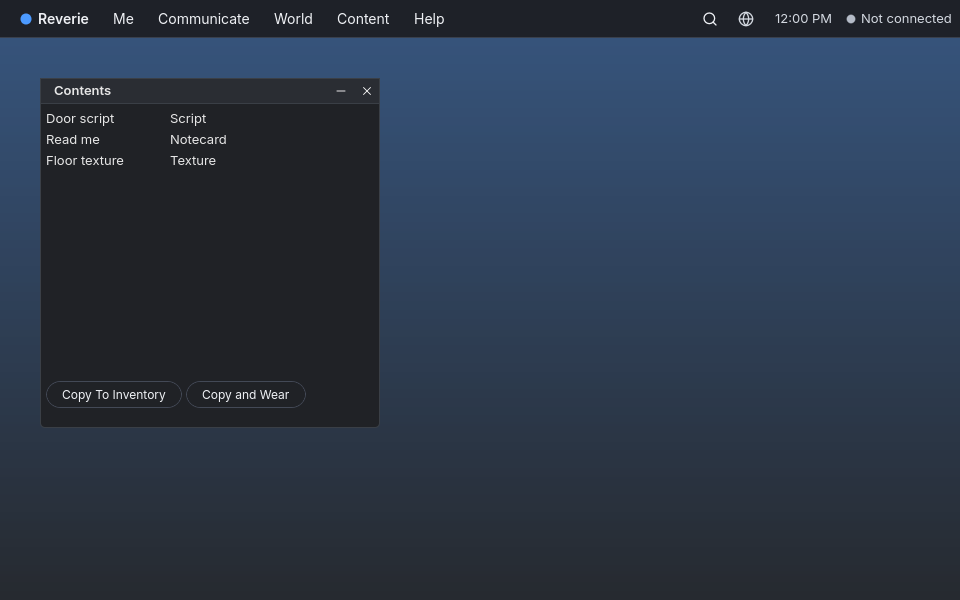 Reverie Me Communicate World Content Help 12:00 PM Not connected
Contents
Door script Script
Read me Notecard
Floor texture Texture
Copy To Inventory Copy and Wear